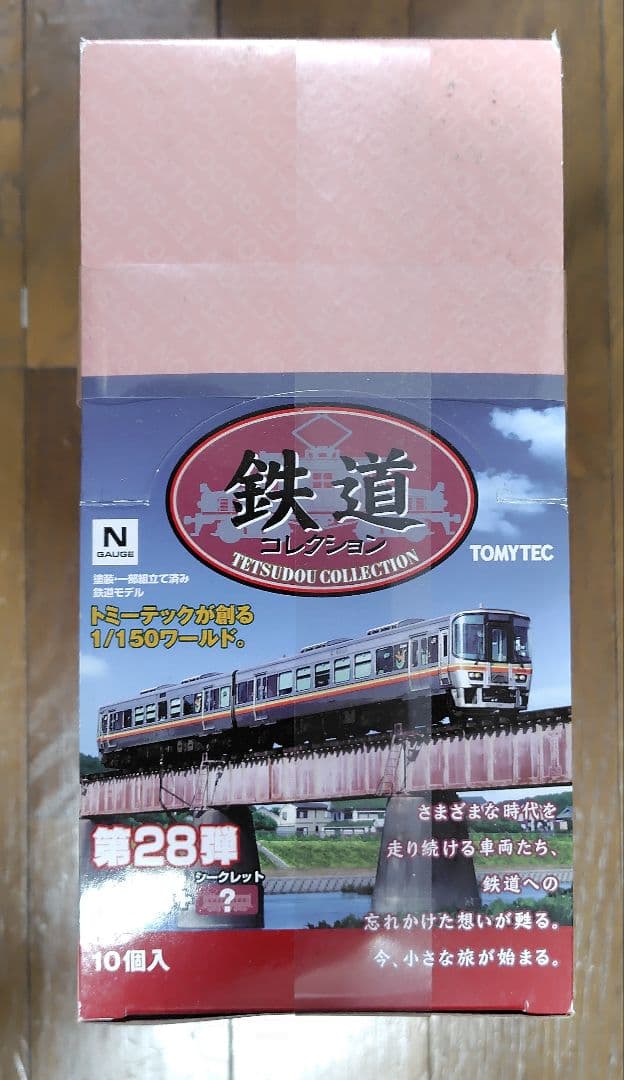 鉄道
コレクション
TETSUDOU COLLECTION
N
GAUGE
TOMYTEC
塗装・一部組立て済み
鉄道モデル
トミーテックが創る
1/150ワールド。
さまざまな時代を
走り続ける車両たち、
鉄道への
忘れかけた想いが甦る。
今、小さな旅が始まる。
第28弾
シークレット
?
10個入